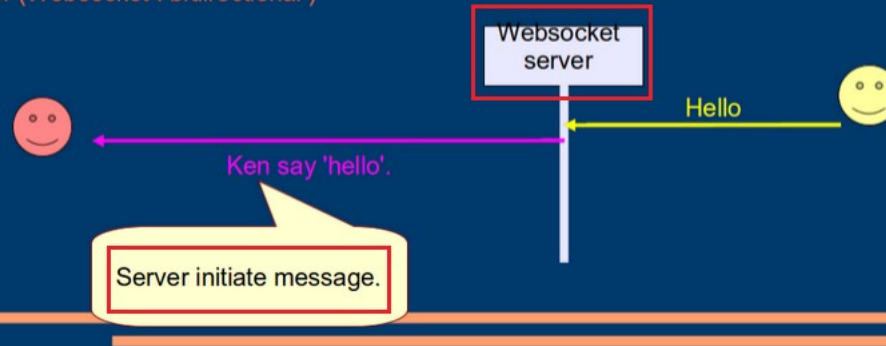 Websocket
server
Hello
Ken say 'hello'.
Server initiate message.